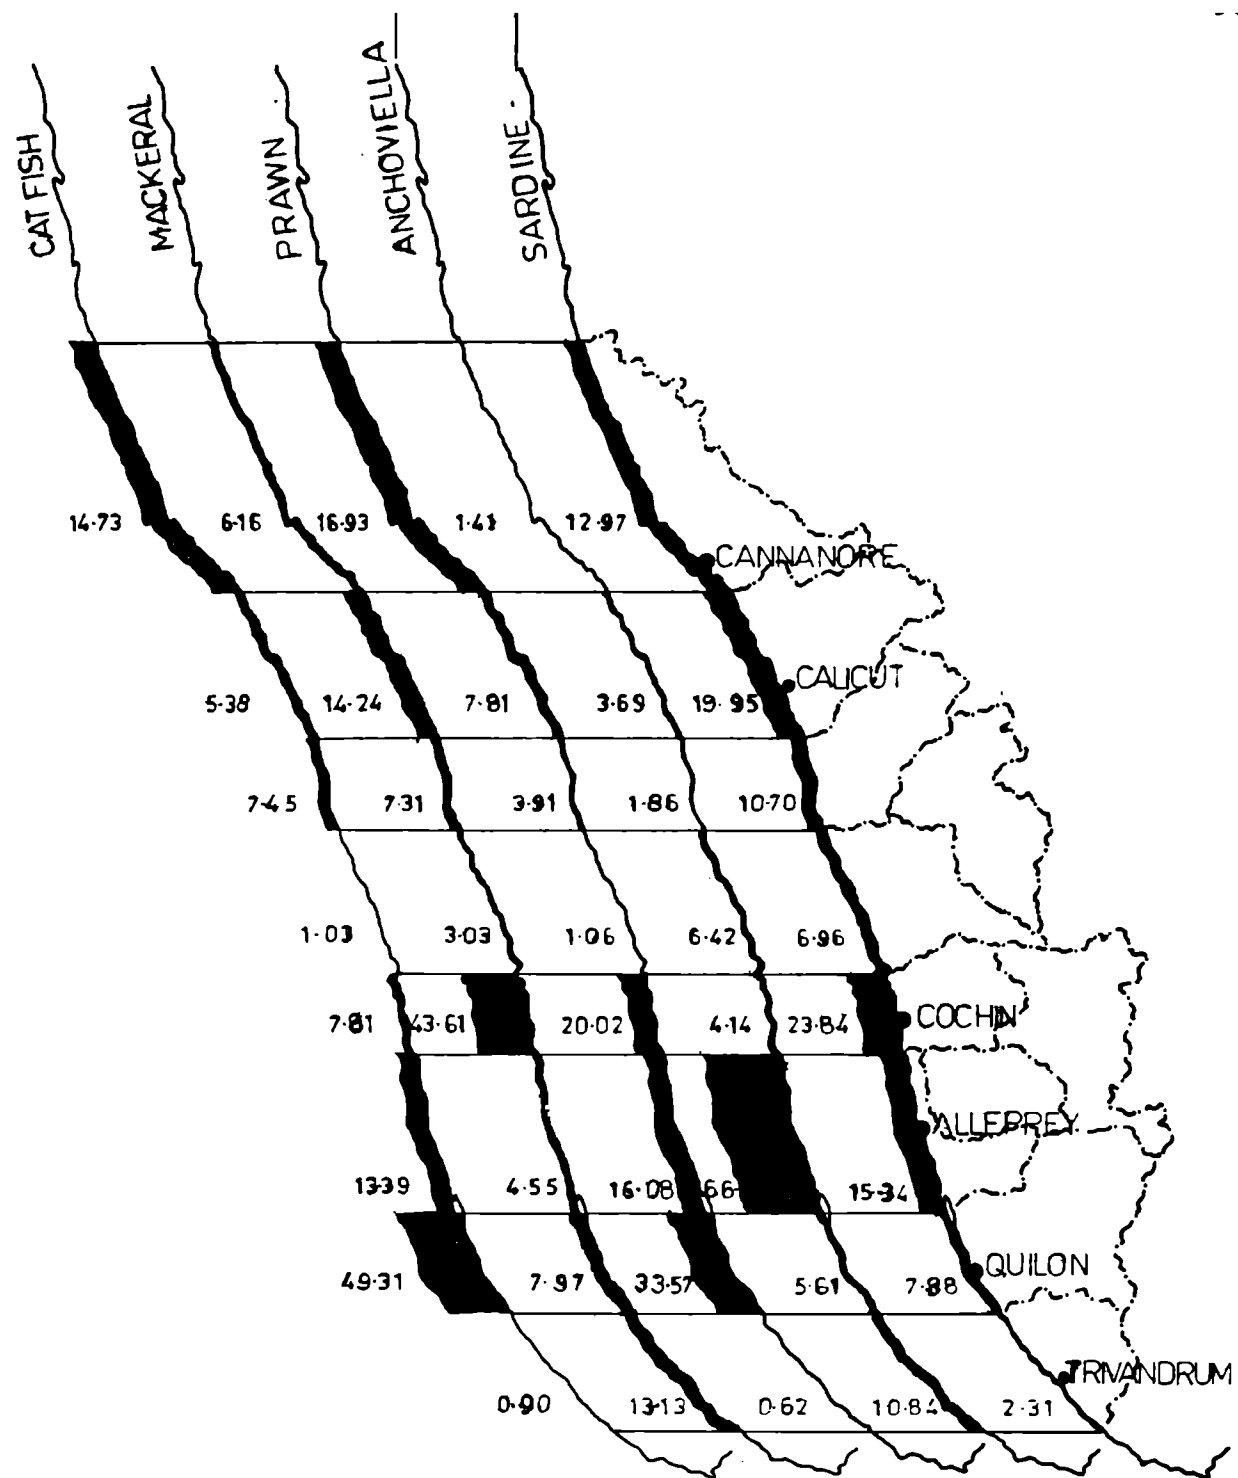 CAT FISH
MACKERAL
PRAWN
ANCHOVIELLA
SARDINE
14·73 6·16 16·93 1·41 12·97
CANNANORE
CALICUT
5·38 14·24 7·81 3·69 19·95
7·45 7·31 3·91 1·86 10·70
1·03 3·03 1·06 6·42 6·96
7·81 43·61 20·02 4·14 23·84
COCHIN
ALLEPREY
13·39 4·55 16·08 66· 15·34
QUILON
49·31 7·97 33·57 5·61 7·88
TRIVANDRUM
0·90 13·13 0·62 10·84 2·31